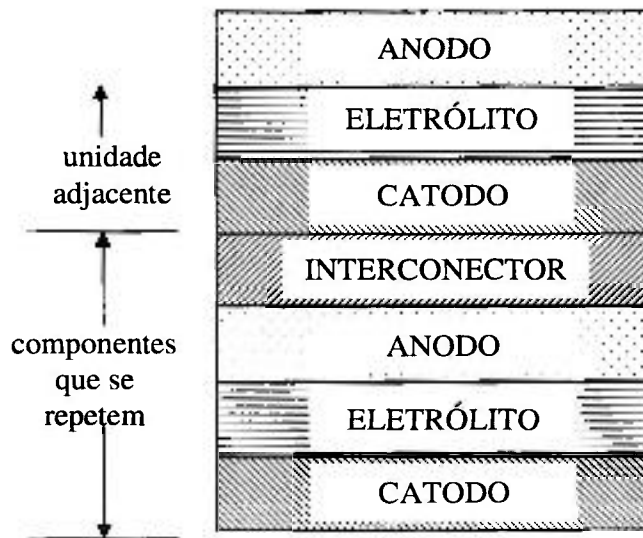 ANODO
ELETRÓLITO
unidade
adjacente
CATODO
INTERCONECTOR
componentes
que se
repetem
ANODO
ELETRÓLITO
CATODO